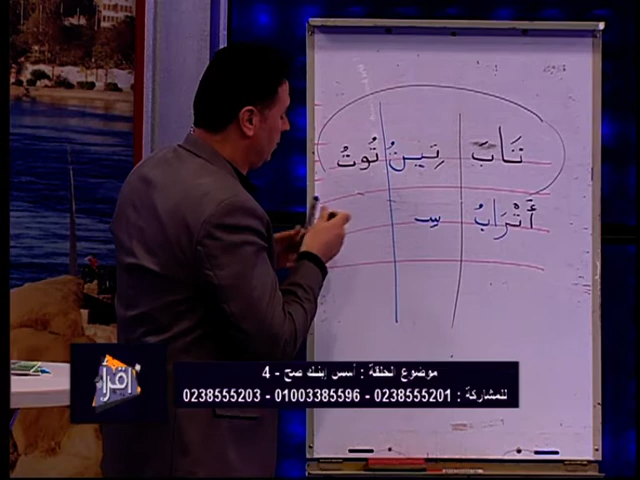 تَابَ تِينُ تُوتُ
أَتْرَابُ سِ
اقرأ
موضوع الحلقة : أسس إبنك صح - 4
للمشاركة : 0238555201 - 01003385596 - 0238555203